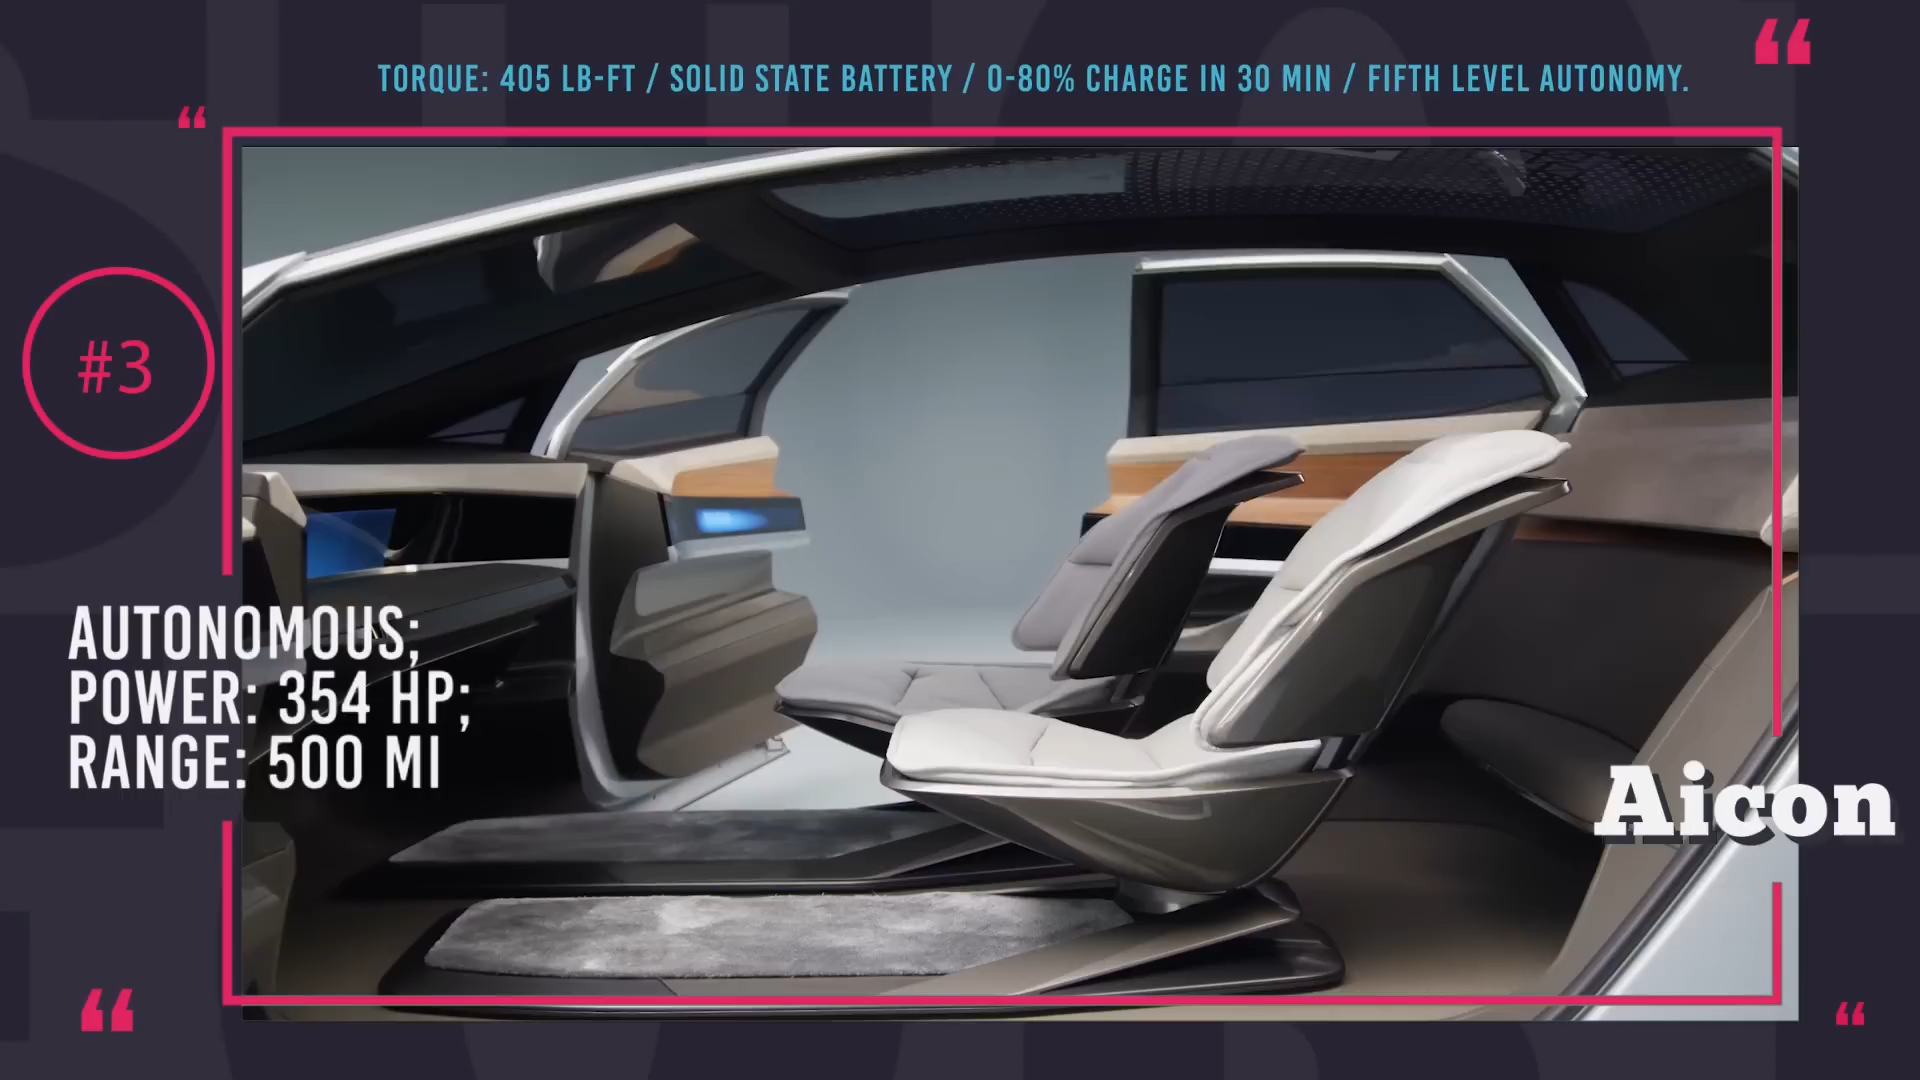 TORQUE: 405 LB-FT / SOLID STATE BATTERY / 0-80% CHARGE IN 30 MIN / FIFTH LEVEL AUTONOMY.
#3
AUTONOMOUS;
POWER: 354 HP;
RANGE: 500 MI
Aicon